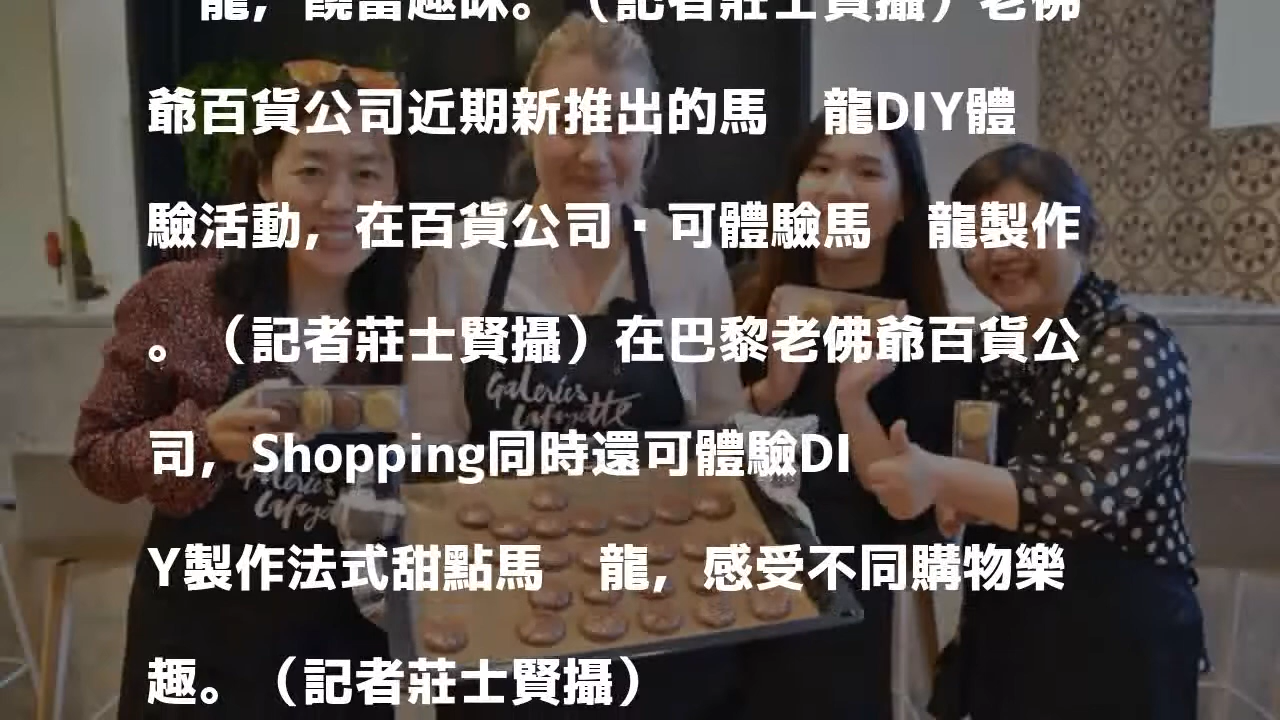 龍，饒富趣味。（記者莊士賢攝）老佛
爺百貨公司近期新推出的馬　龍DIY體
驗活動，在百貨公司·可體驗馬　龍製作
。（記者莊士賢攝）在巴黎老佛爺百貨公
司，Shopping同時還可體驗DI
Y製作法式甜點馬　龍，感受不同購物樂
趣。（記者莊士賢攝）
Galeries
Lafayette
Galeries